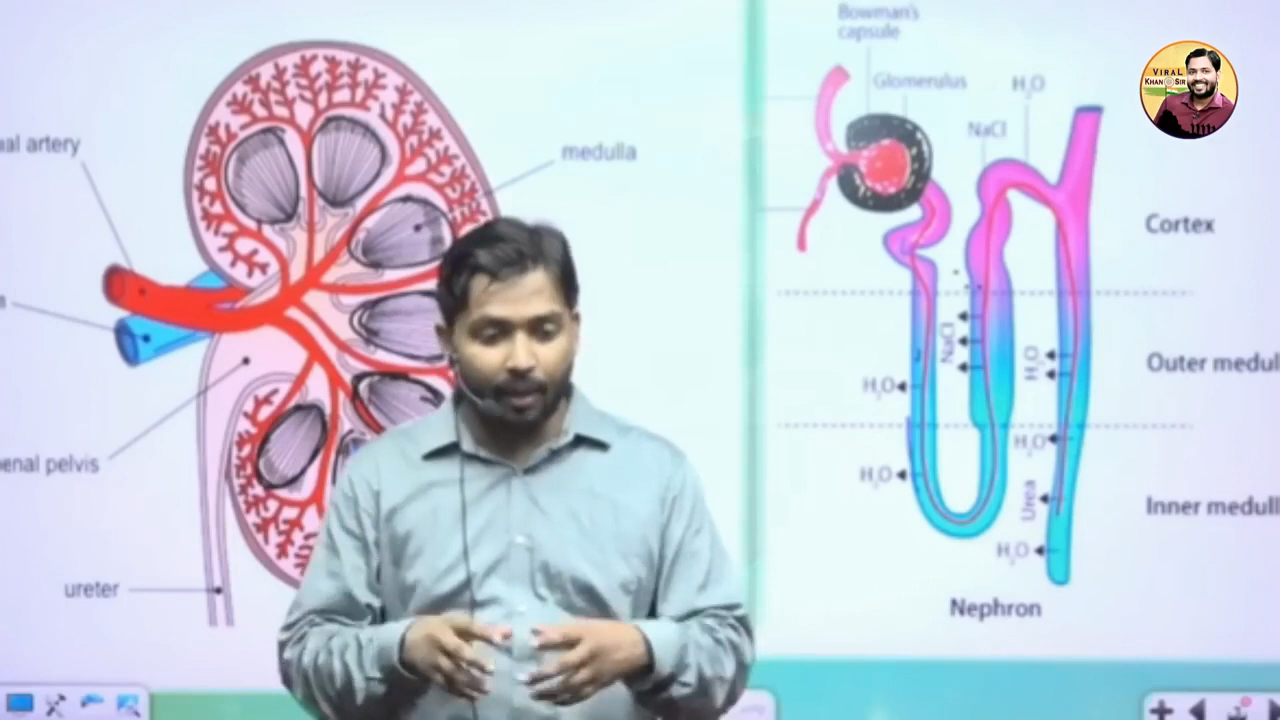 al artery
medulla
enal pelvis
ureter
Bowman's
capsule
Glomerulus
H₂O
NaCl
Cortex
NaCl
H₂O
Outer medul
H₂O
H₂O
H₂O
Urea
Inner medull
H₂O
Nephron
VIRAL
KHAN SIR